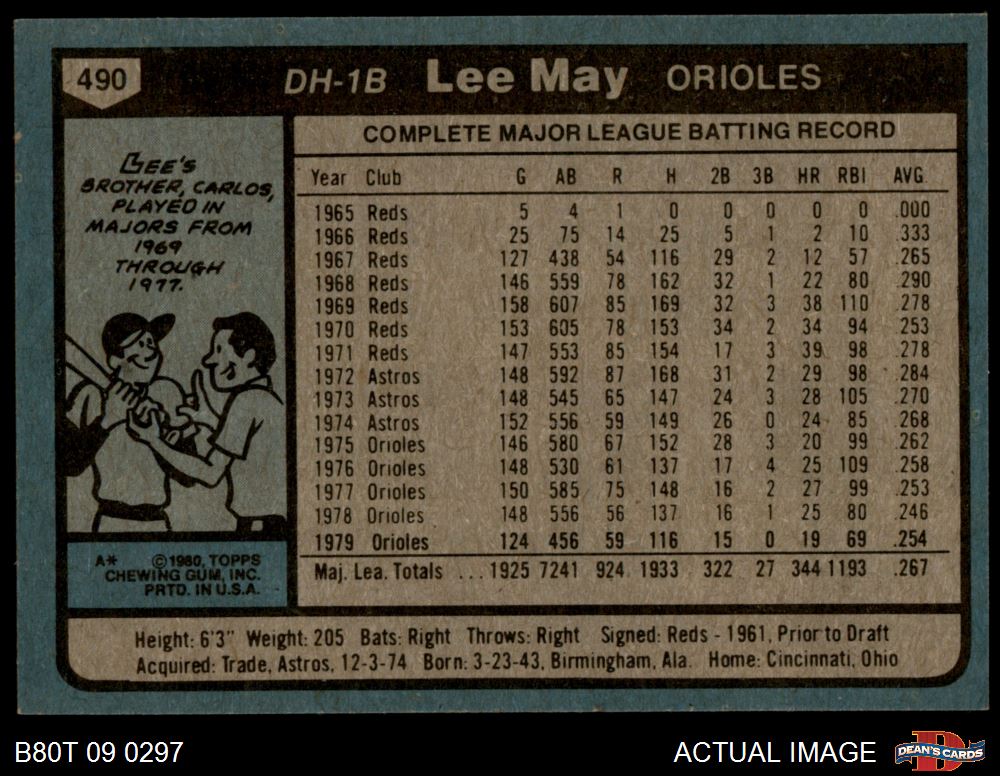 490 DH-1B Lee May ORIOLES
LEE'S
BROTHER, CARLOS,
PLAYED IN
MAJORS FROM
1969
THROUGH
1977.
A* ©1980, TOPPS
CHEWING GUM, INC.
PRTD. IN U.S.A.
COMPLETE MAJOR LEAGUE BATTING RECORD
Year Club G AB R H 2B 3B HR RBI AVG
1965 Reds 5 4 1 0 0 0 0 0 .000
1966 Reds 25 75 14 25 5 1 2 10 .333
1967 Reds 127 438 54 116 29 2 12 57 .265
1968 Reds 146 559 78 162 32 1 22 80 .290
1969 Reds 158 607 85 169 32 3 38 110 .278
1970 Reds 153 605 78 153 34 2 34 94 .253
1971 Reds 147 553 85 154 17 3 39 98 .278
1972 Astros 148 592 87 168 31 2 29 98 .284
1973 Astros 148 545 65 147 24 3 28 105 .270
1974 Astros 152 556 59 149 26 0 24 85 .268
1975 Orioles 146 580 67 152 28 3 20 99 .262
1976 Orioles 148 530 61 137 17 4 25 109 .258
1977 Orioles 150 585 75 148 16 2 27 99 .253
1978 Orioles 148 556 56 137 16 1 25 80 .246
1979 Orioles 124 456 59 116 15 0 19 69 .254
Maj. Lea. Totals ... 1925 7241 924 1933 322 27 344 1193 .267
Height: 6'3" Weight: 205 Bats: Right Throws: Right Signed: Reds - 1961, Prior to Draft
Acquired: Trade, Astros, 12-3-74 Born: 3-23-43, Birmingham, Ala. Home: Cincinnati, Ohio
B80T 09 0297 ACTUAL IMAGE DEAN'S CARDS